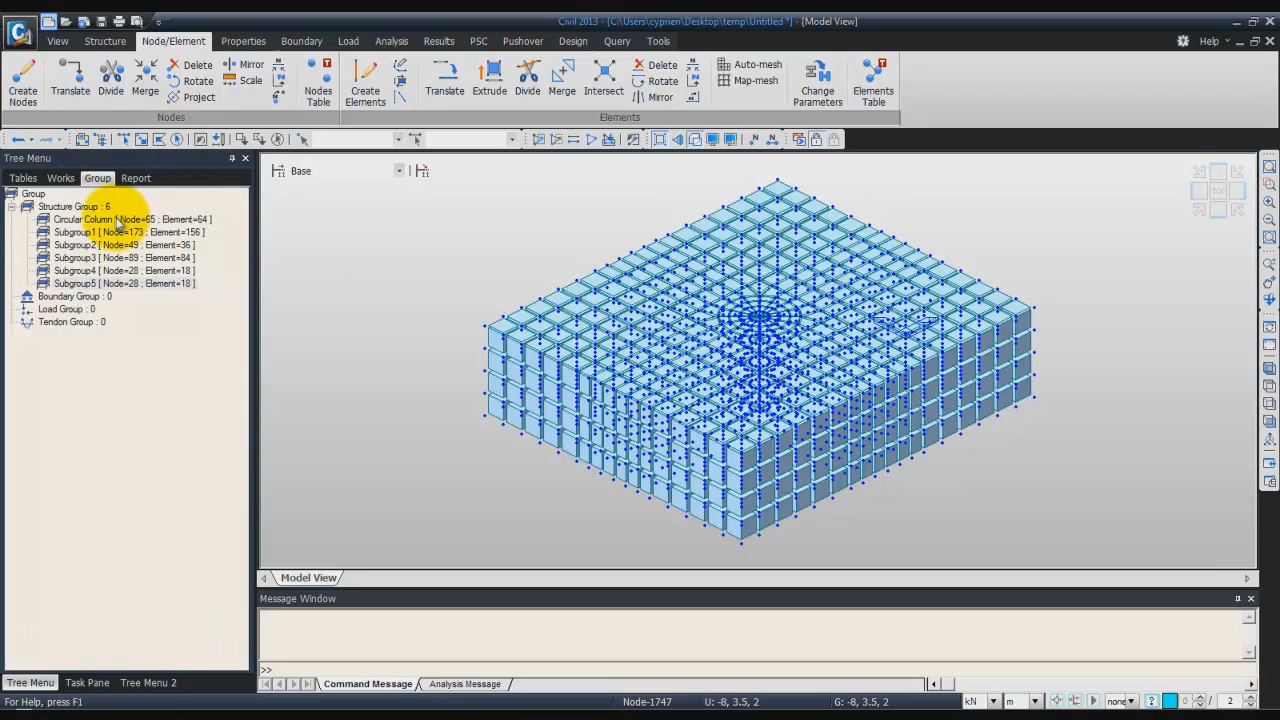 Civil 2013 - [C:\Users\cyprien\Desktop\temp\Untitled *] - [Model View]
View Structure Node/Element Properties Boundary Load Analysis Results PSC Pushover Design Query Tools Help
Create Nodes
Translate
Divide
Merge
Delete
Rotate
Project
Mirror
Scale
Nodes Table
Nodes
Create Elements
Translate
Extrude
Divide
Merge
Intersect
Delete
Rotate
Mirror
Auto-mesh
Map-mesh
Change Parameters
Elements Table
Elements
Tree Menu
Tables Works Group Report
Group
Structure Group : 6
Circular Column [ Node=65 ; Element=64 ]
Subgroup1 [ Node=173 ; Element=156 ]
Subgroup2 [ Node=49 ; Element=36 ]
Subgroup3 [ Node=89 ; Element=84 ]
Subgroup4 [ Node=28 ; Element=18 ]
Subgroup5 [ Node=28 ; Element=18 ]
Boundary Group : 0
Load Group : 0
Tendon Group : 0
Base
TOP
Model View
Message Window
>>
Tree Menu Task Pane Tree Menu 2
Command Message Analysis Message
For Help, press F1
Node-1747
U: -8, 3.5, 2
G: -8, 3.5, 2
kN
m
none
?
0 / 2